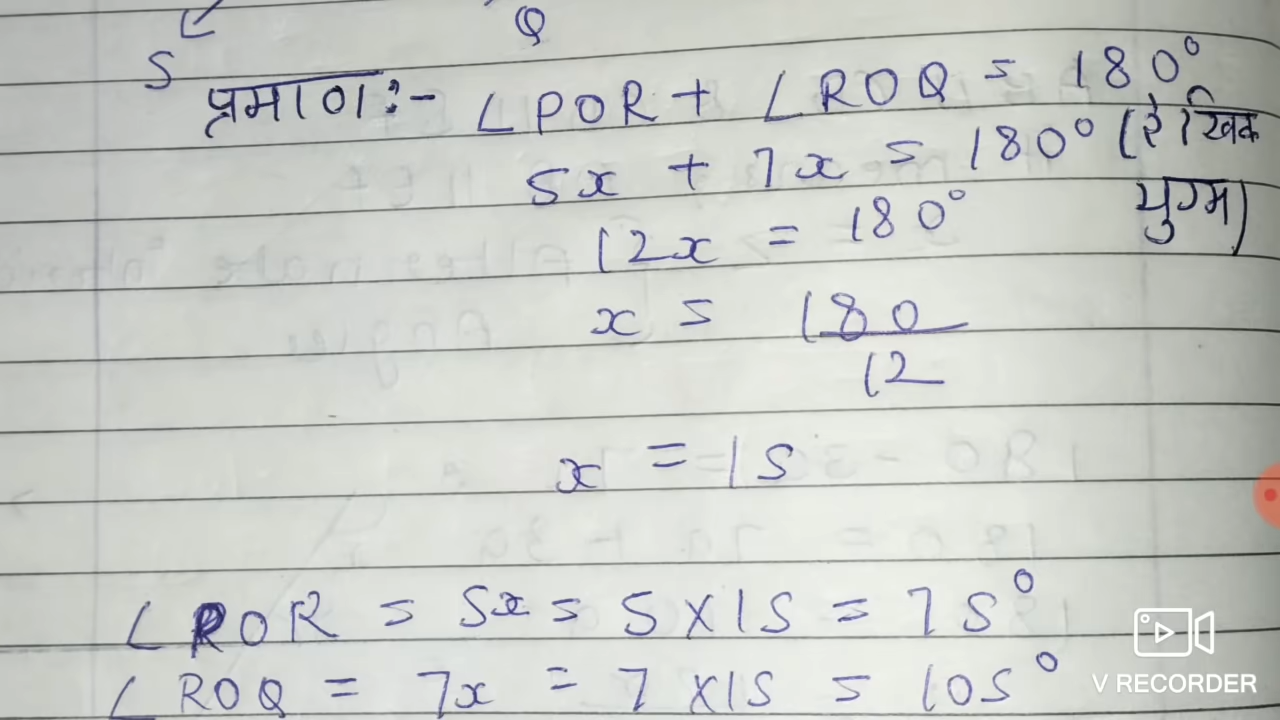 S
Q
प्रमाण:- ∠POR + ∠ROQ = 180°
5x + 7x = 180° (रैखिक
युग्म)
12x = 180°
x = 180
12
x = 15
∠POR = 5x = 5 × 15 = 75°
∠ROQ = 7x = 7 × 15 = 105°
V RECORDER